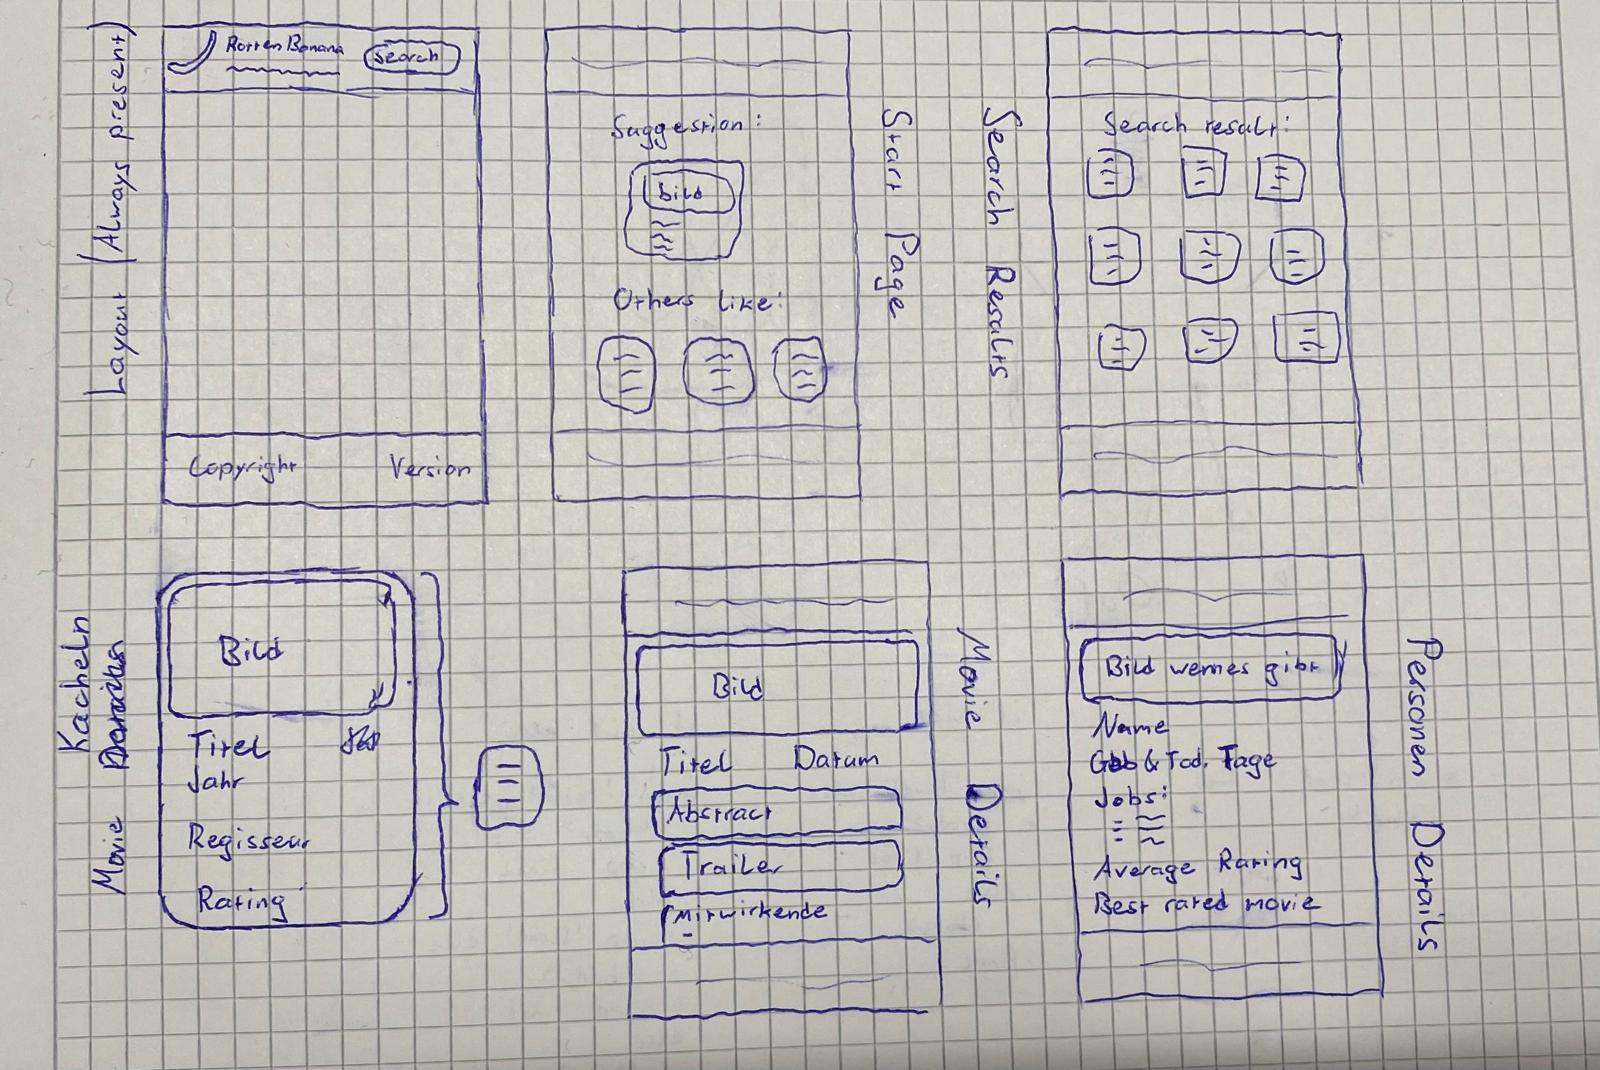 Layout (Always present)
Rotten Banana
Search
Copyright Version
Suggestion:
Bild
Others like:
Start Page
Search Results
Search result:
Movie Kacheln
Bild
Titel
Jahr
Regisseur
Rating
Bild
Titel Datum
Abstract
Trailer
Mitwirkende
Movie Details
Bild wennes gibt
Name
Geb & Tod. Tage
Jobs:
Average Rating
Best rated movie
Personen Details